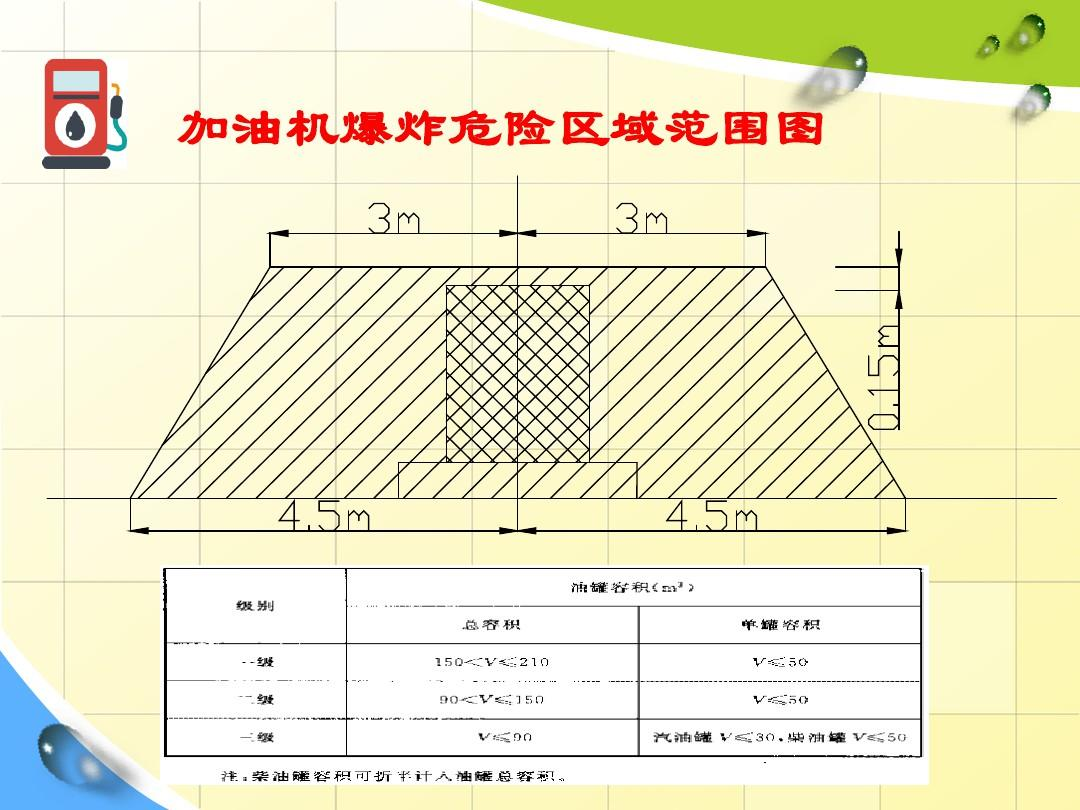 加油机爆炸危险区域范围图
3m 3m
0.15m
4.5m 4.5m
级别 油罐容积(m³)
总容积 单罐容积
一级 150<V≤210 V≤50
二级 90<V≤150 V≤50
三级 V≤90 汽油罐 V≤30,柴油罐 V≤50
注:柴油罐容积可折半计入油罐总容积。